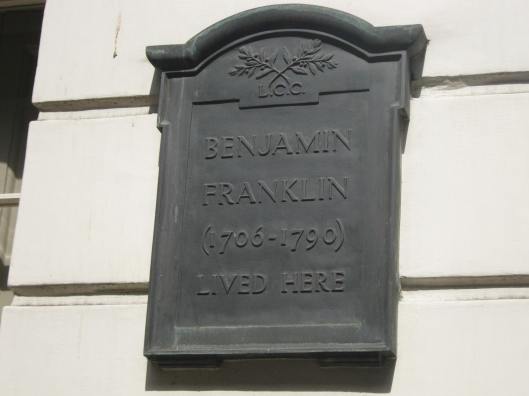 L.C.C.
BENJAMIN
FRANKLIN
(1706-1790)
LIVED HERE